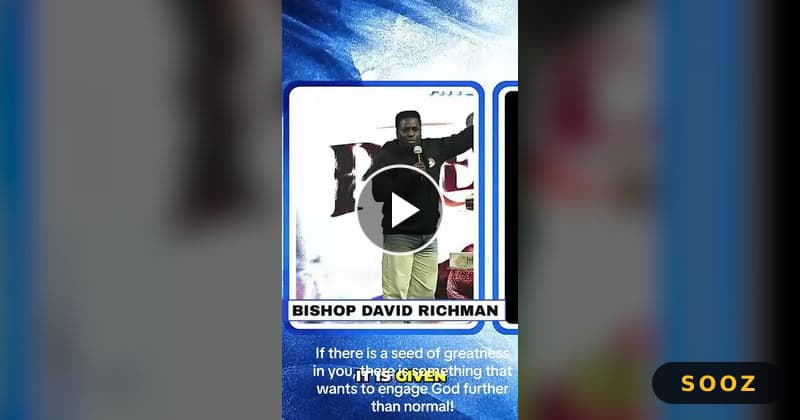 BISHOP DAVID RICHMAN
If there is a seed of greatness
in you, there is something that
IT IS GIVEN
wants to engage God further
than normal!
SOOZ